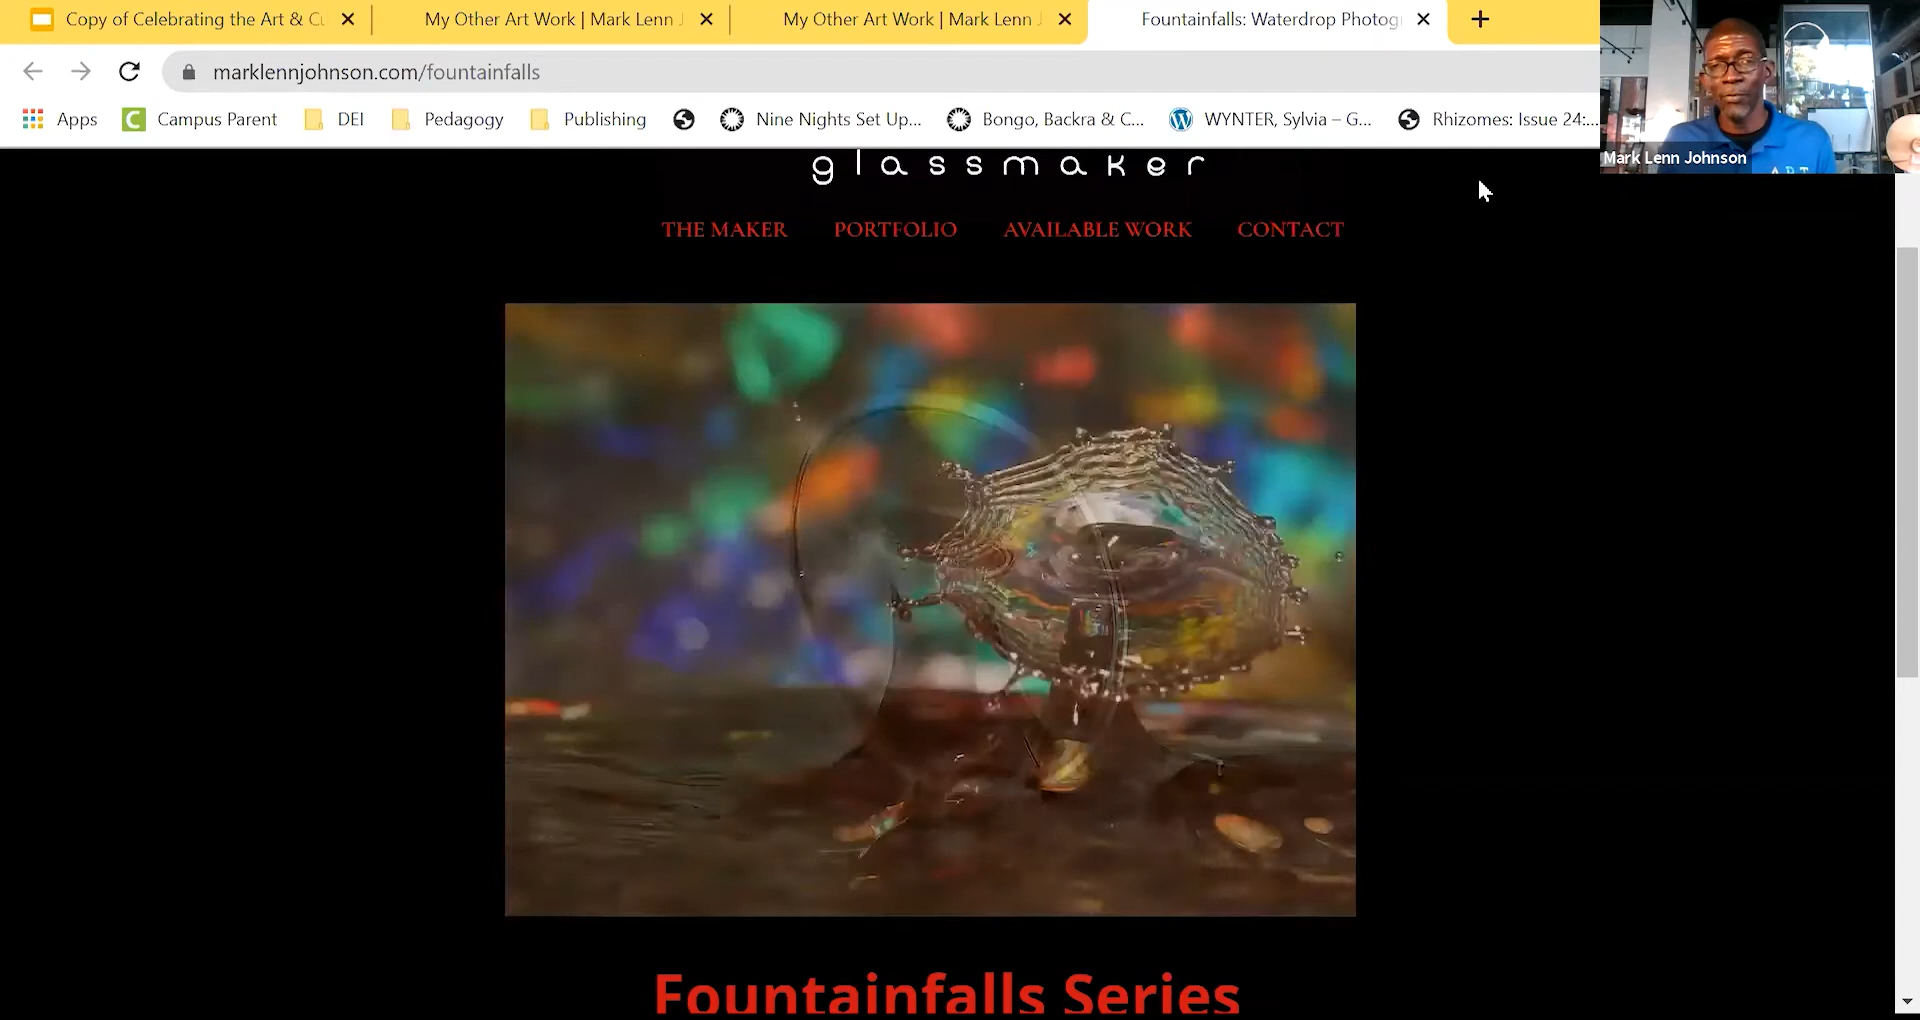 Copy of Celebrating the Art & Cu
My Other Art Work | Mark Lenn J
My Other Art Work | Mark Lenn J
Fountainfalls: Waterdrop Photog
marklennjohnson.com/fountainfalls
Apps
Campus Parent
DEI
Pedagogy
Publishing
Nine Nights Set Up...
Bongo, Backra & C...
WYNTER, Sylvia – G...
Rhizomes: Issue 24:...
Mark Lenn Johnson
ART
glassmaker
THE MAKER
PORTFOLIO
AVAILABLE WORK
CONTACT
Fountainfalls Series